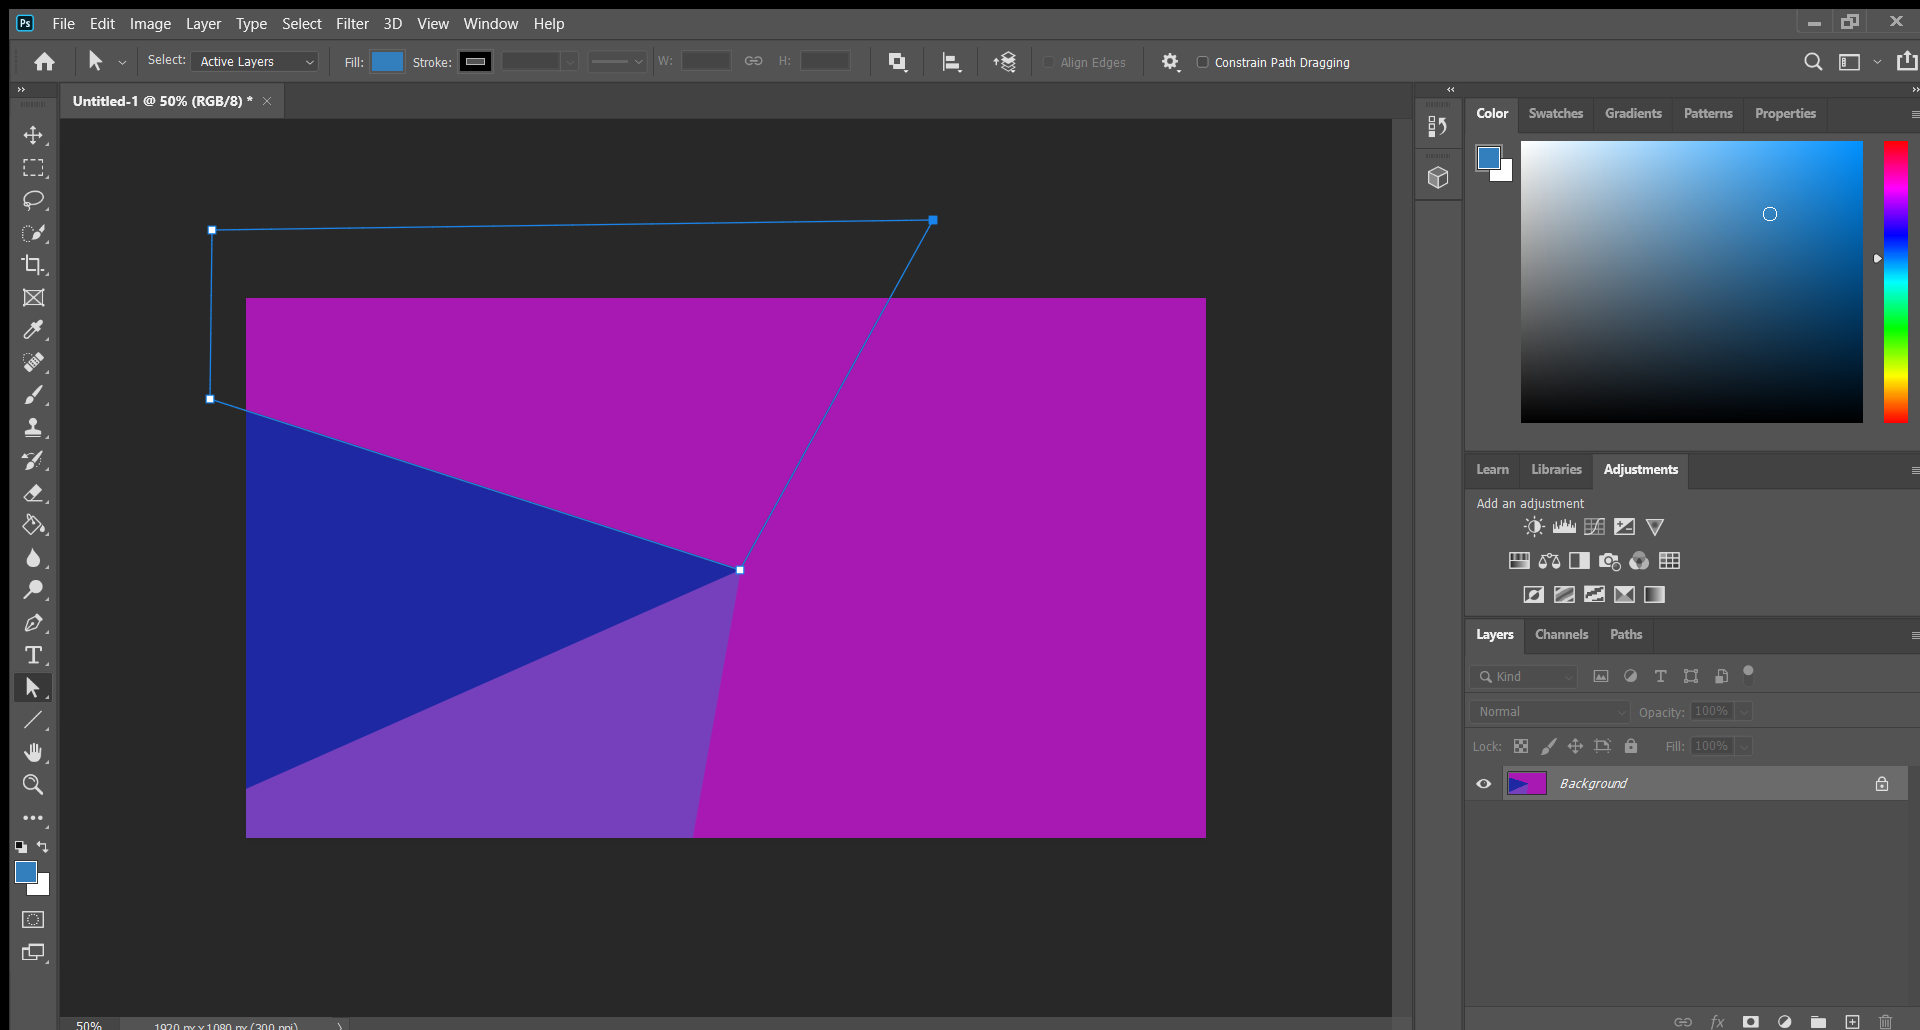 Ps File Edit Image Layer Type Select Filter 3D View Window Help
Select: Active Layers Fill: Stroke: W: H: Align Edges Constrain Path Dragging
Untitled-1 @ 50% (RGB/8) *
Color Swatches Gradients Patterns Properties
Learn Libraries Adjustments
Add an adjustment
Layers Channels Paths
Kind
Normal Opacity: 100%
Lock: Fill: 100%
Background
fx
50% 1920 px x 1080 px (300 ppi)